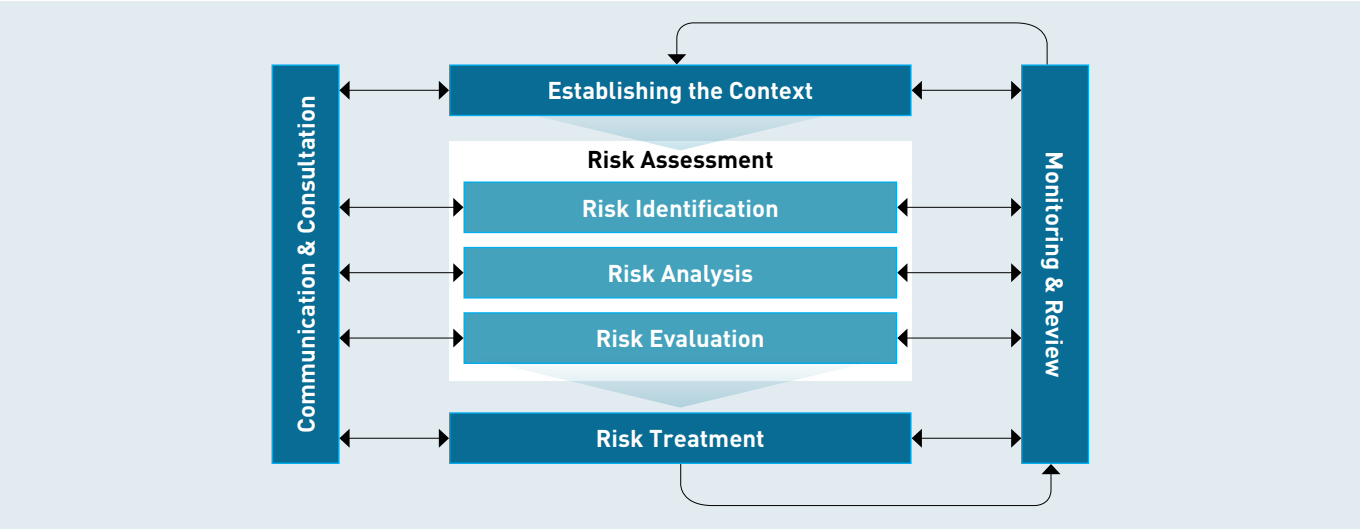 Communication & Consultation
Establishing the Context
Risk Assessment
Risk Identification
Risk Analysis
Risk Evaluation
Risk Treatment
Monitoring & Review